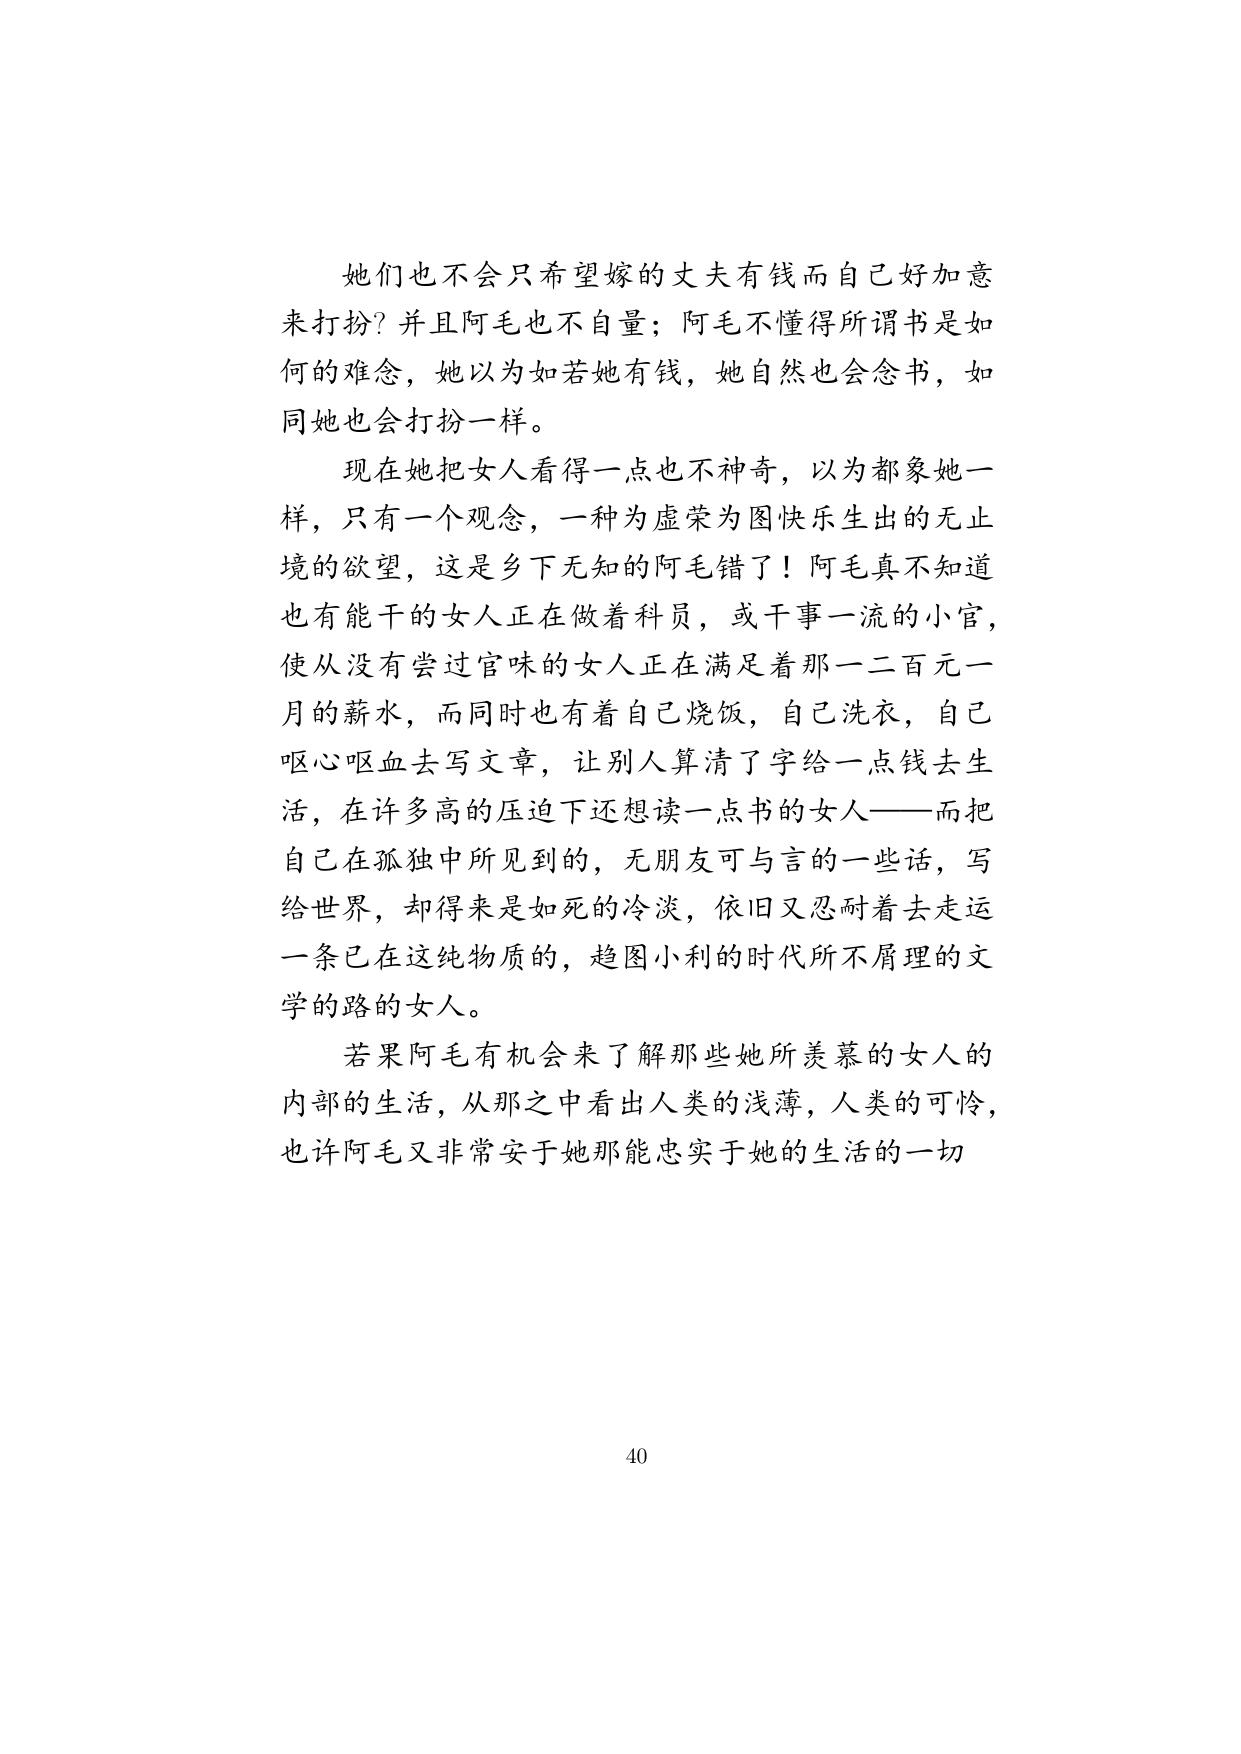 她们也不会只希望嫁的丈夫有钱而自己好加意
来打扮？并且阿毛也不自量；阿毛不懂得所谓书是如
何的难念，她以为如若她有钱，她自然也会念书，如
同她也会打扮一样。
现在她把女人看得一点也不神奇，以为都象她一
样，只有一个观念，一种为虚荣为图快乐生出的无止
境的欲望，这是乡下无知的阿毛错了！阿毛真不知道
也有能干的女人正在做着科员，或干事一流的小官，
使从没有尝过官味的女人正在满足着那一二百元一
月的薪水，而同时也有着自己烧饭，自己洗衣，自己
呕心呕血去写文章，让别人算清了字给一点钱去生
活，在许多高的压迫下还想读一点书的女人——而把
自己在孤独中所见到的，无朋友可与言的一些话，写
给世界，却得来是如死的冷淡，依旧又忍耐着去走运
一条已在这纯物质的，趋图小利的时代所不屑理的文
学的路的女人。
若果阿毛有机会来了解那些她所羡慕的女人的
内部的生活，从那之中看出人类的浅薄，人类的可怜，
也许阿毛又非常安于她那能忠实于她的生活的一切
40